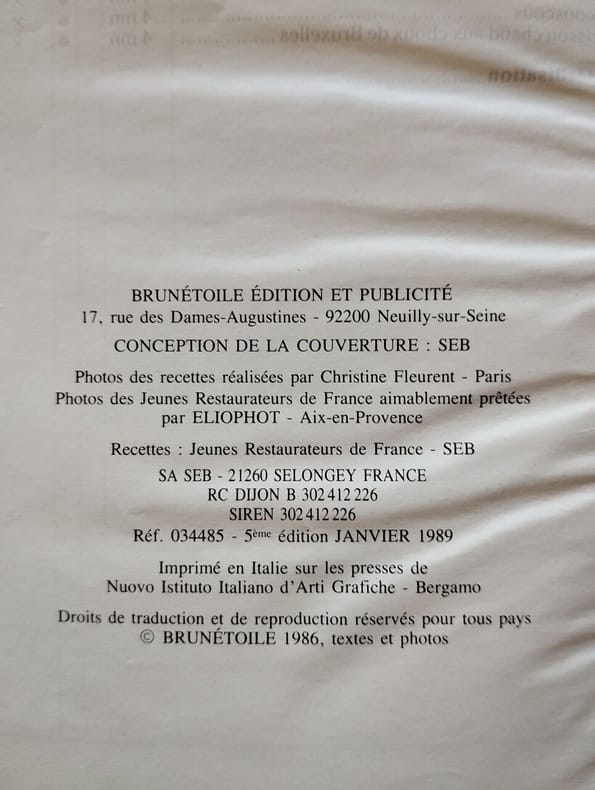 BRUNÉTOILE ÉDITION ET PUBLICITÉ
17, rue des Dames-Augustines - 92200 Neuilly-sur-Seine
CONCEPTION DE LA COUVERTURE : SEB
Photos des recettes réalisées par Christine Fleurent - Paris
Photos des Jeunes Restaurateurs de France aimablement prêtées
par ELIOPHOT - Aix-en-Provence
Recettes : Jeunes Restaurateurs de France - SEB
SA SEB - 21260 SELONGEY FRANCE
RC DIJON B 302 412 226
SIREN 302 412 226
Réf. 034485 - 5ème édition JANVIER 1989
Imprimé en Italie sur les presses de
Nuovo Istituto Italiano d'Arti Grafiche - Bergamo
Droits de traduction et de reproduction réservés pour tous pays
© BRUNÉTOILE 1986, textes et photos